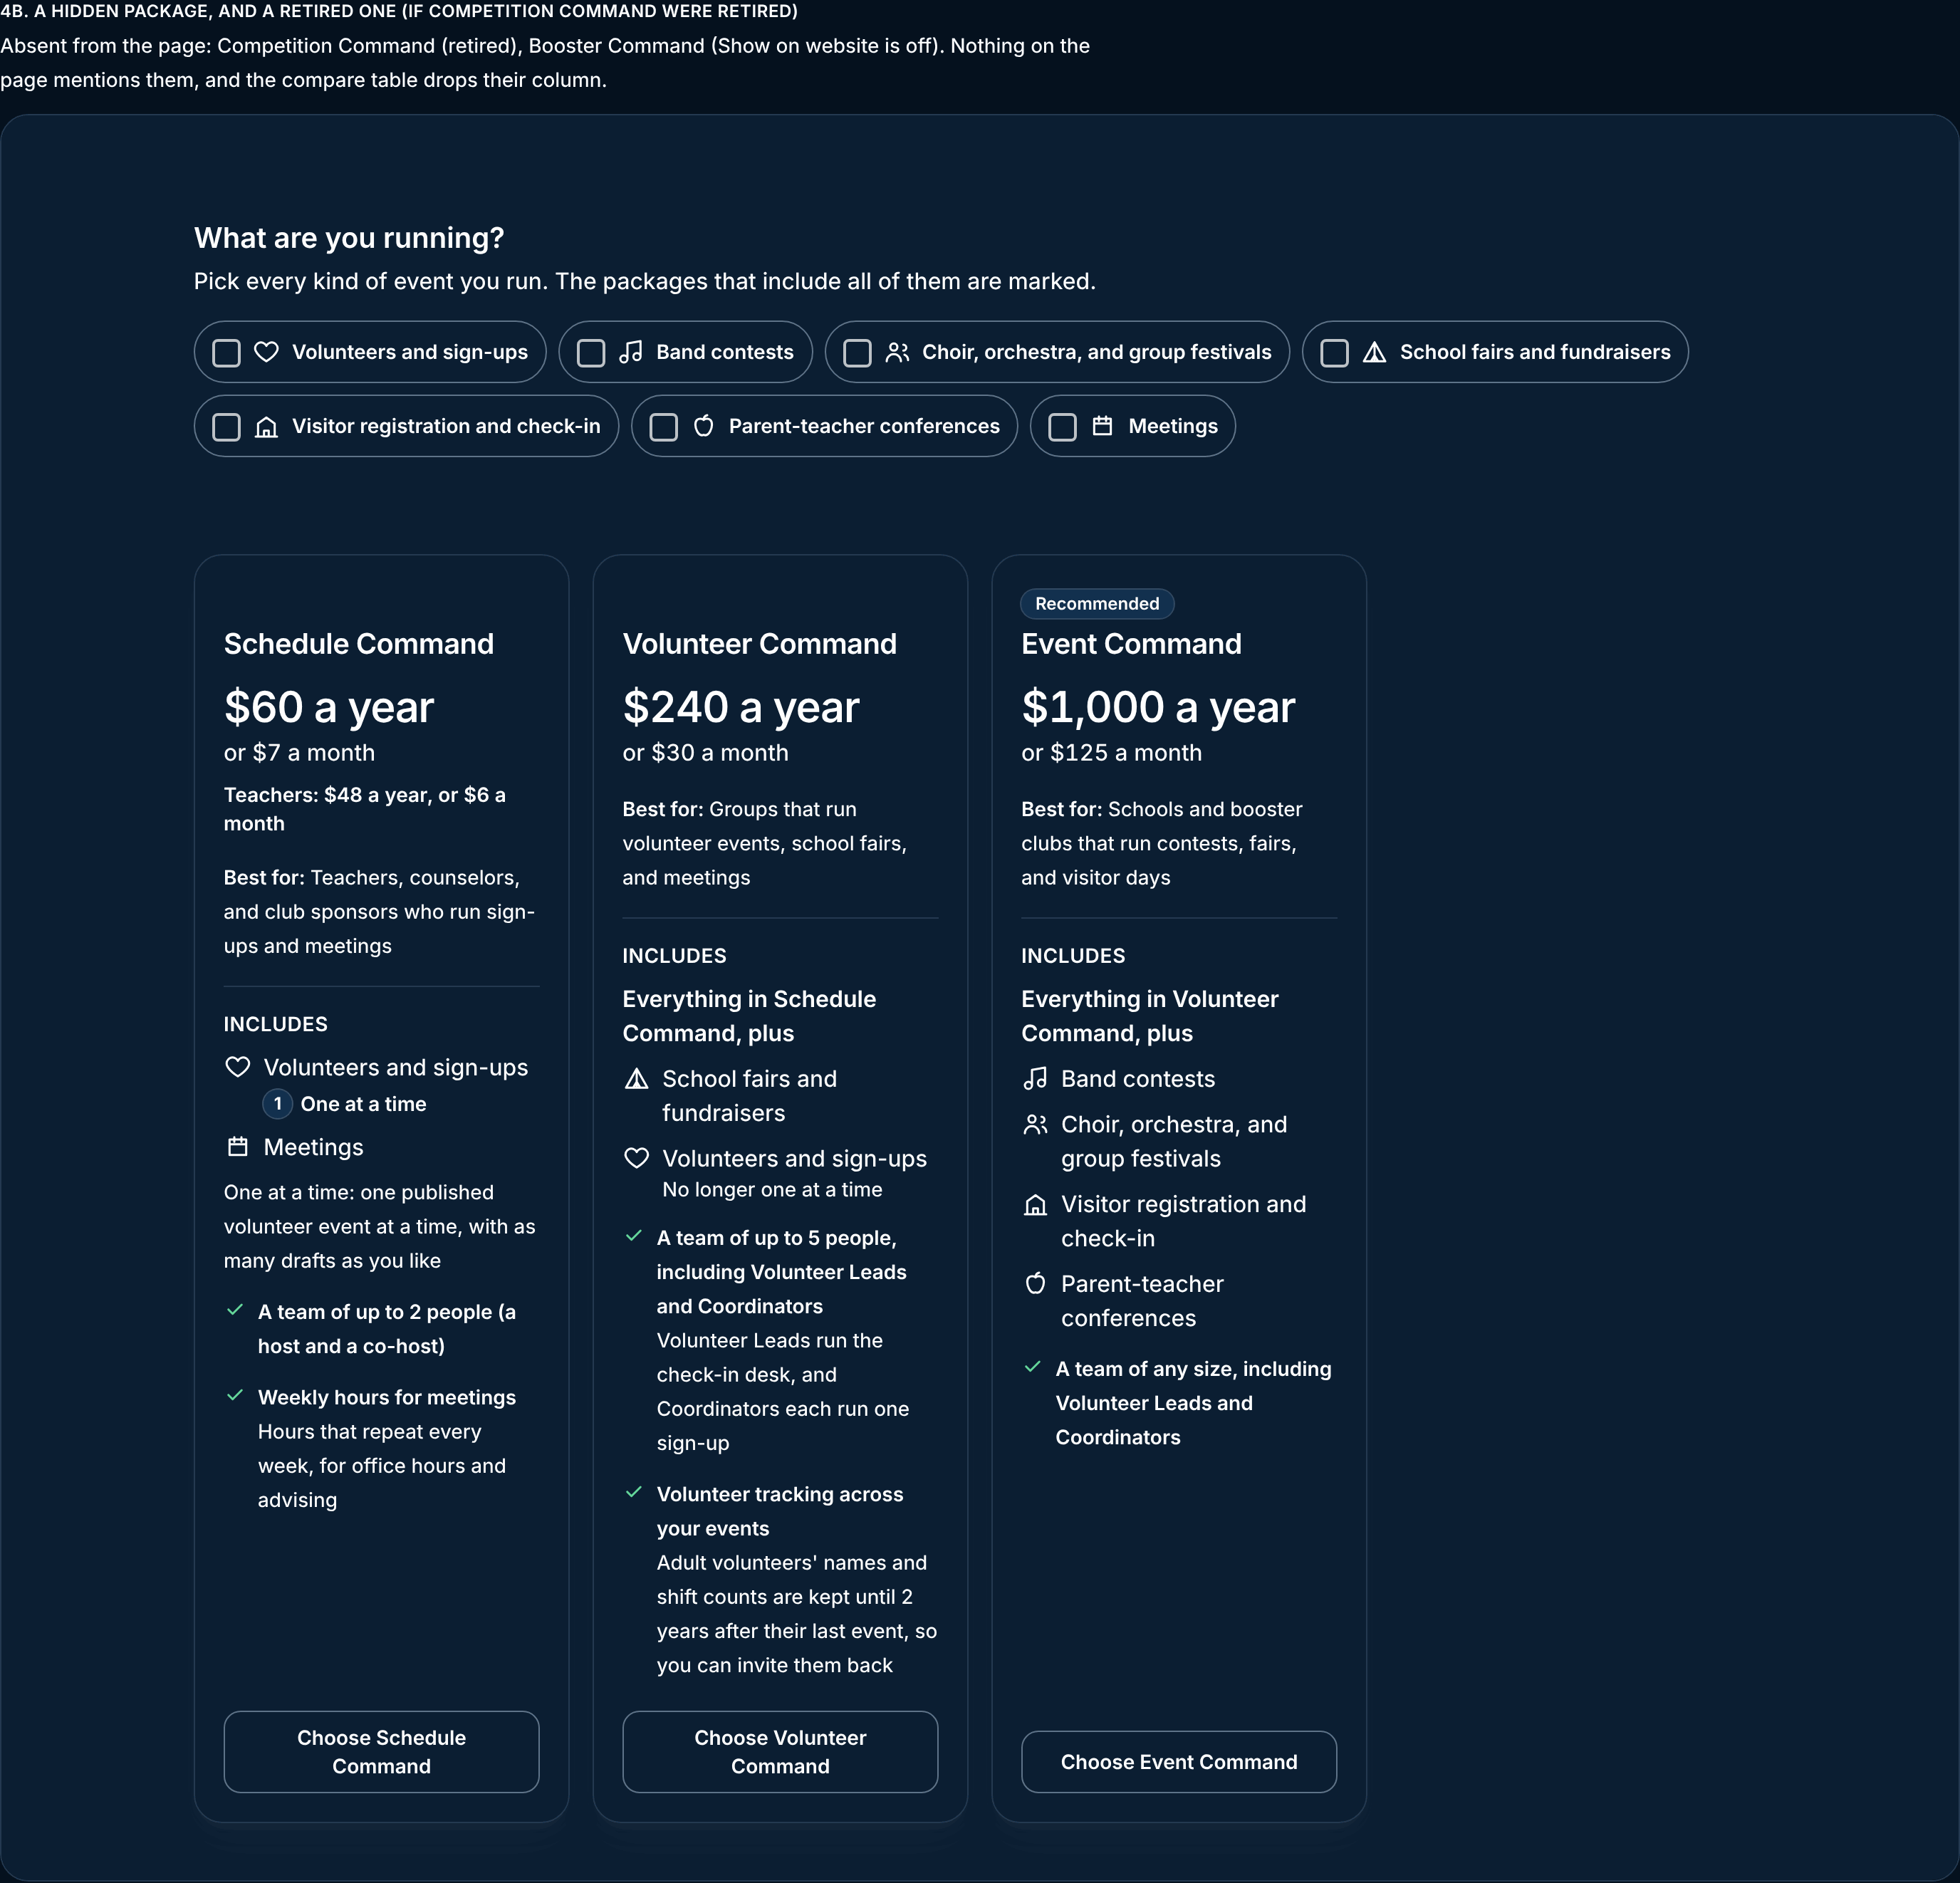 4B. A HIDDEN PACKAGE, AND A RETIRED ONE (IF COMPETITION COMMAND WERE RETIRED)
Absent from the page: Competition Command (retired), Booster Command (Show on website is off). Nothing on the
page mentions them, and the compare table drops their column.
What are you running?
Pick every kind of event you run. The packages that include all of them are marked.
Volunteers and sign-ups
Band contests
Choir, orchestra, and group festivals
School fairs and fundraisers
Visitor registration and check-in
Parent-teacher conferences
Meetings
Schedule Command
$60 a year
or $7 a month
Teachers: $48 a year, or $6 a
month
Best for: Teachers, counselors,
and club sponsors who run sign-
ups and meetings
INCLUDES
Volunteers and sign-ups
1 One at a time
Meetings
One at a time: one published
volunteer event at a time, with as
many drafts as you like
A team of up to 2 people (a
host and a co-host)
Weekly hours for meetings
Hours that repeat every
week, for office hours and
advising
Choose Schedule
Command
Volunteer Command
$240 a year
or $30 a month
Best for: Groups that run
volunteer events, school fairs,
and meetings
INCLUDES
Everything in Schedule
Command, plus
School fairs and
fundraisers
Volunteers and sign-ups
No longer one at a time
A team of up to 5 people,
including Volunteer Leads
and Coordinators
Volunteer Leads run the
check-in desk, and
Coordinators each run one
sign-up
Volunteer tracking across
your events
Adult volunteers' names and
shift counts are kept until 2
years after their last event, so
you can invite them back
Choose Volunteer
Command
Recommended
Event Command
$1,000 a year
or $125 a month
Best for: Schools and booster
clubs that run contests, fairs,
and visitor days
INCLUDES
Everything in Volunteer
Command, plus
Band contests
Choir, orchestra, and
group festivals
Visitor registration and
check-in
Parent-teacher
conferences
A team of any size, including
Volunteer Leads and
Coordinators
Choose Event Command